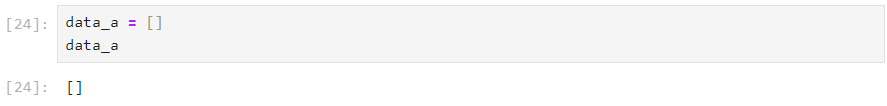 [24]: data_a = []
data_a
[24]: []